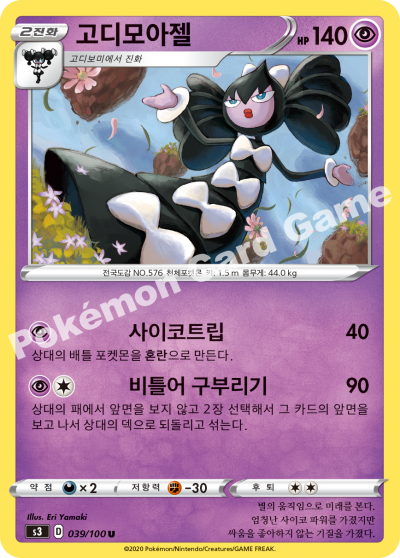 2진화
고디모아젤
HP 140
고디보미에서 진화
전국도감 NO.576 천체포켓몬 키: 1.5 m 몸무게: 44.0 kg
Pokémon Card Game
사이코트립 40
상대의 배틀 포켓몬을 혼란으로 만든다.
비틀어 구부리기 90
상대의 패에서 앞면을 보지 않고 2장 선택해서 그 카드의 앞면을
보고 나서 상대의 덱으로 되돌리고 섞는다.
약점 ×2 저항력 -30 후퇴
Illus. Eri Yamaki
S3 D 039/100 U
별의 움직임으로 미래를 본다.
엄청난 사이코 파워를 가졌지만
싸움을 좋아하지 않는 기질을 가졌다.
©2020 Pokémon/Nintendo/Creatures/GAME FREAK.